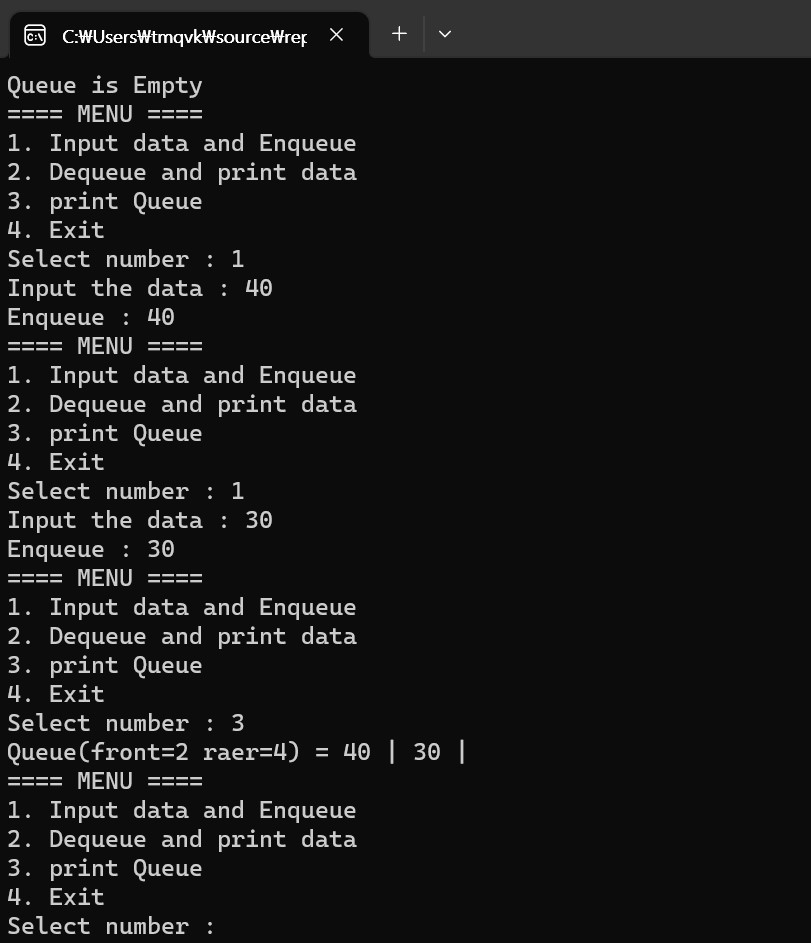 C:₩Users₩tmqvk₩source₩rep
Queue is Empty
==== MENU ====
1. Input data and Enqueue
2. Dequeue and print data
3. print Queue
4. Exit
Select number : 1
Input the data : 40
Enqueue : 40
==== MENU ====
1. Input data and Enqueue
2. Dequeue and print data
3. print Queue
4. Exit
Select number : 1
Input the data : 30
Enqueue : 30
==== MENU ====
1. Input data and Enqueue
2. Dequeue and print data
3. print Queue
4. Exit
Select number : 3
Queue(front=2 raer=4) = 40 | 30 |
==== MENU ====
1. Input data and Enqueue
2. Dequeue and print data
3. print Queue
4. Exit
Select number :